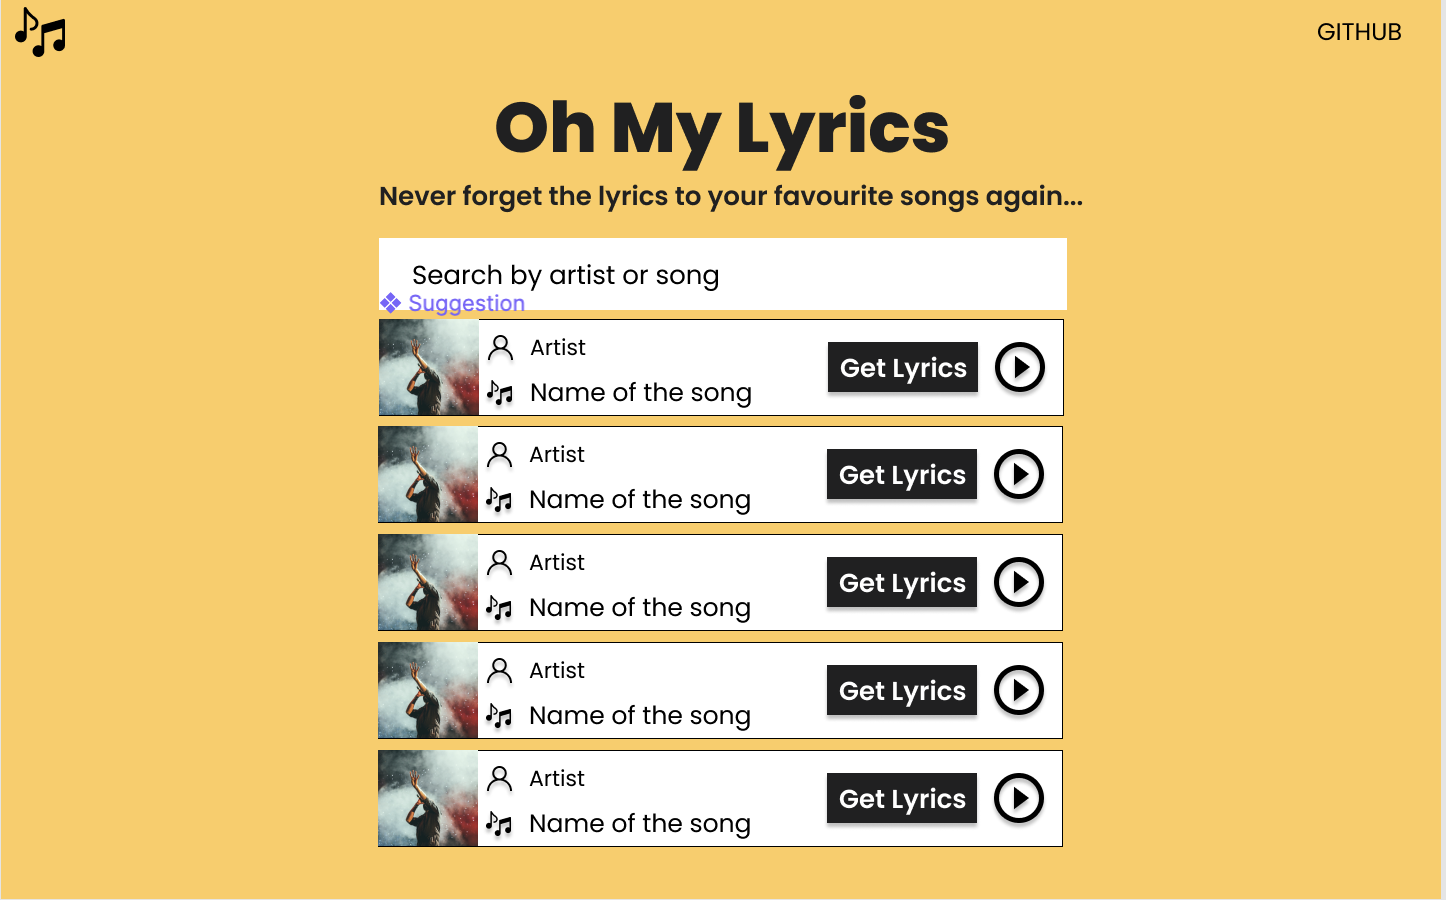 GITHUB
Oh My Lyrics
Never forget the lyrics to your favourite songs again...
Search by artist or song
Suggestion
Artist
Name of the song
Get Lyrics
Artist
Name of the song
Get Lyrics
Artist
Name of the song
Get Lyrics
Artist
Name of the song
Get Lyrics
Artist
Name of the song
Get Lyrics